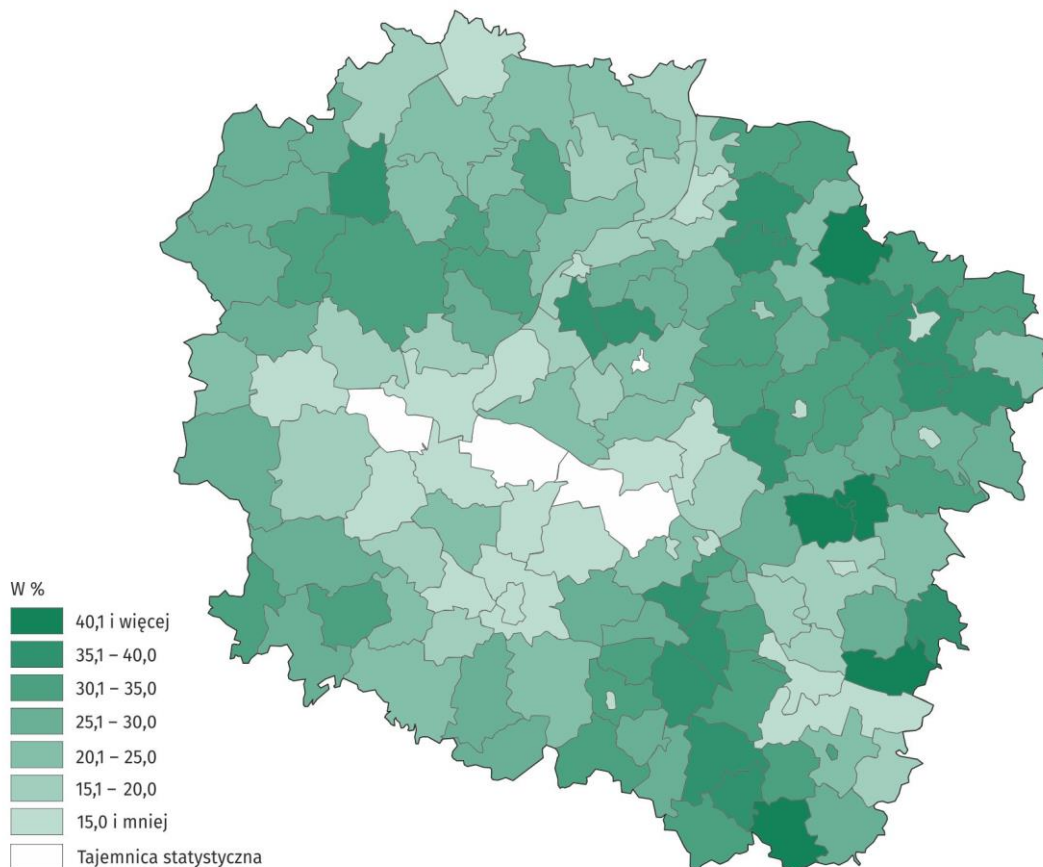 W %
40,1 i więcej
35,1 – 40,0
30,1 – 35,0
25,1 – 30,0
20,1 – 25,0
15,1 – 20,0
15,0 i mniej
Tajemnica statystyczna